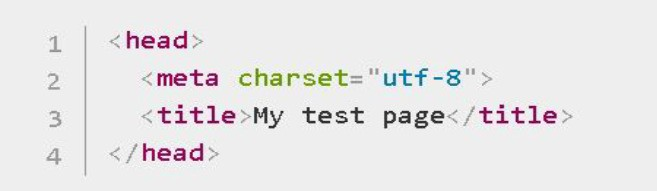 1 <head>
2 <meta charset="utf-8">
3 <title>My test page</title>
4 </head>